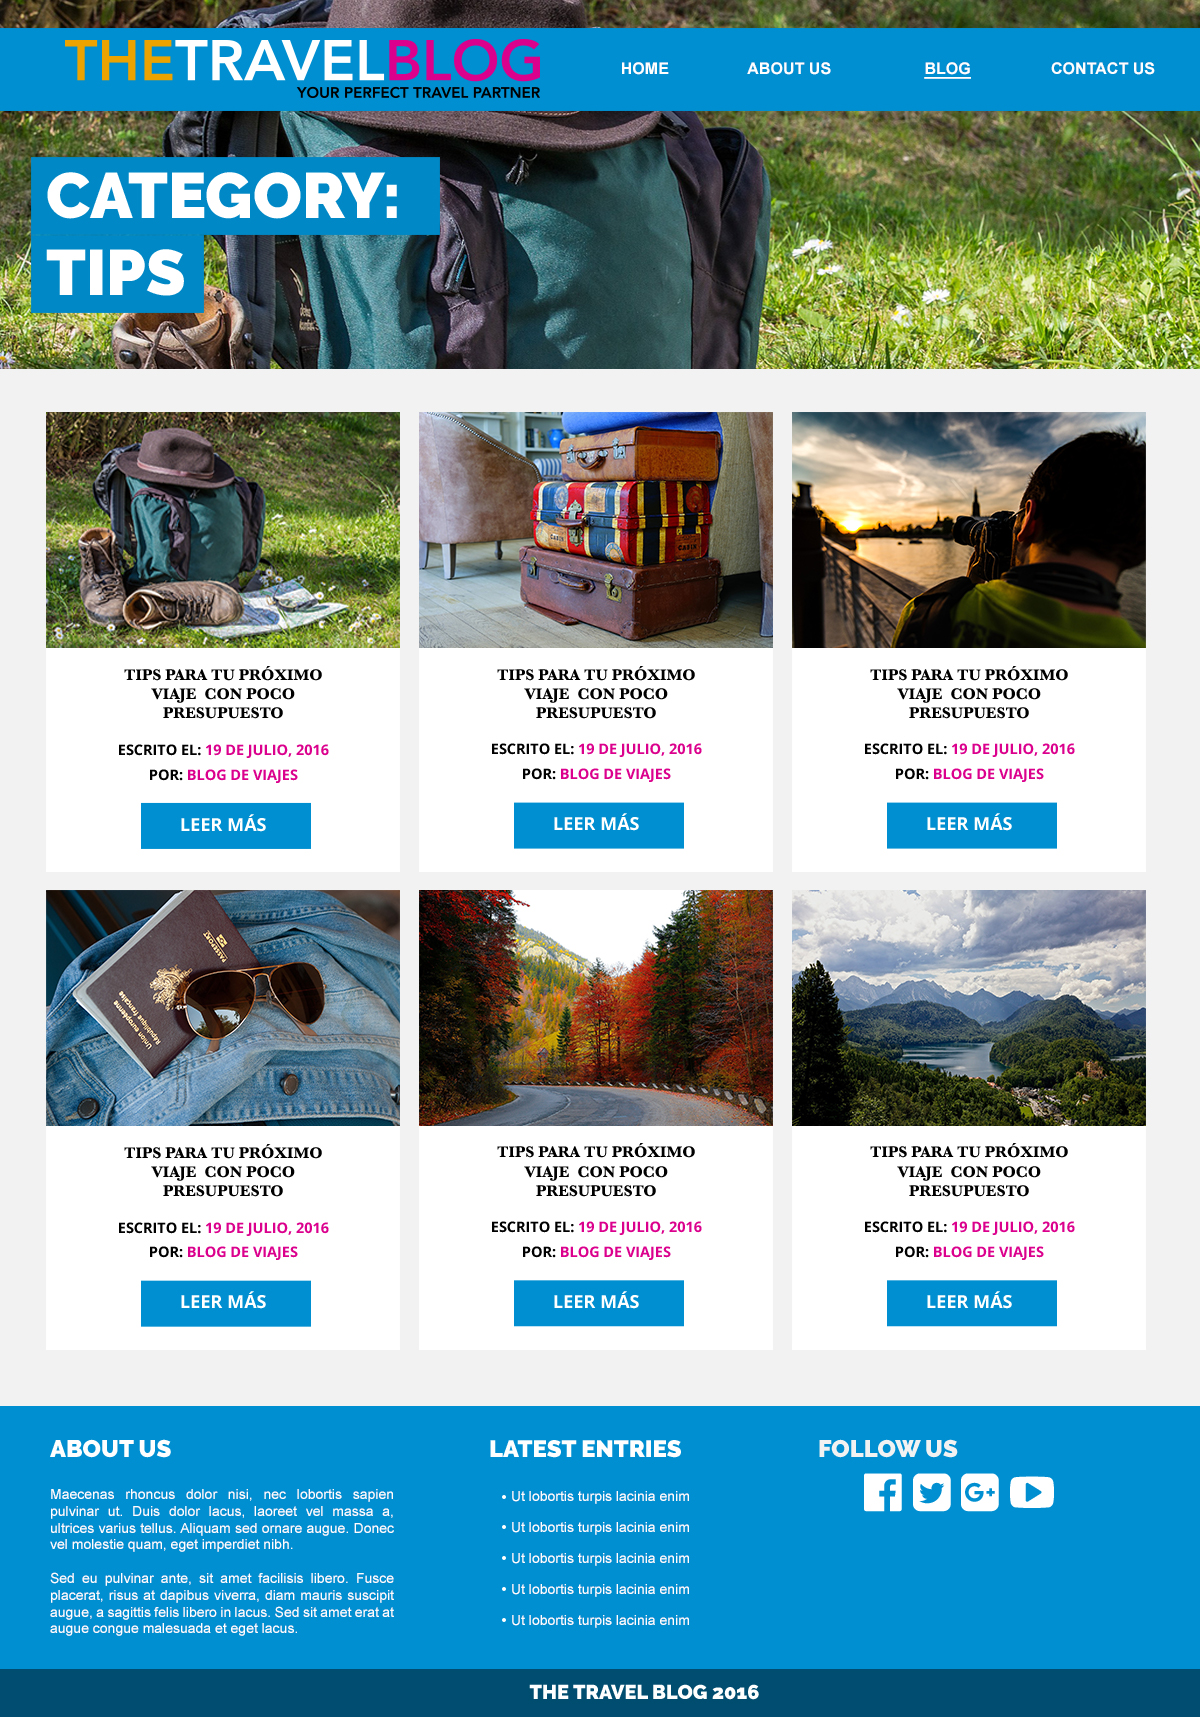 THETRAVELBLOG
YOUR PERFECT TRAVEL PARTNER
HOME
ABOUT US
BLOG
CONTACT US
CATEGORY:
TIPS
CABIN
CABIN
TIPS PARA TU PRÓXIMO
VIAJE CON POCO
PRESUPUESTO
ESCRITO EL: 19 DE JULIO, 2016
POR: BLOG DE VIAJES
LEER MÁS
TIPS PARA TU PRÓXIMO
VIAJE CON POCO
PRESUPUESTO
ESCRITO EL: 19 DE JULIO, 2016
POR: BLOG DE VIAJES
LEER MÁS
TIPS PARA TU PRÓXIMO
VIAJE CON POCO
PRESUPUESTO
ESCRITO EL: 19 DE JULIO, 2016
POR: BLOG DE VIAJES
LEER MÁS
Union européenne
République française
PASSEPORT
TIPS PARA TU PRÓXIMO
VIAJE CON POCO
PRESUPUESTO
ESCRITO EL: 19 DE JULIO, 2016
POR: BLOG DE VIAJES
LEER MÁS
TIPS PARA TU PRÓXIMO
VIAJE CON POCO
PRESUPUESTO
ESCRITO EL: 19 DE JULIO, 2016
POR: BLOG DE VIAJES
LEER MÁS
TIPS PARA TU PRÓXIMO
VIAJE CON POCO
PRESUPUESTO
ESCRITO EL: 19 DE JULIO, 2016
POR: BLOG DE VIAJES
LEER MÁS
ABOUT US
Maecenas rhoncus dolor nisi, nec lobortis sapien
pulvinar ut. Duis dolor lacus, laoreet vel massa a,
ultrices varius tellus. Aliquam sed ornare augue. Donec
vel molestie quam, eget imperdiet nibh.
Sed eu pulvinar ante, sit amet facilisis libero. Fusce
placerat, risus at dapibus viverra, diam mauris suscipit
augue, a sagittis felis libero in lacus. Sed sit amet erat at
augue congue malesuada et eget lacus.
LATEST ENTRIES
• Ut lobortis turpis lacinia enim
• Ut lobortis turpis lacinia enim
• Ut lobortis turpis lacinia enim
• Ut lobortis turpis lacinia enim
• Ut lobortis turpis lacinia enim
FOLLOW US
G+
THE TRAVEL BLOG 2016